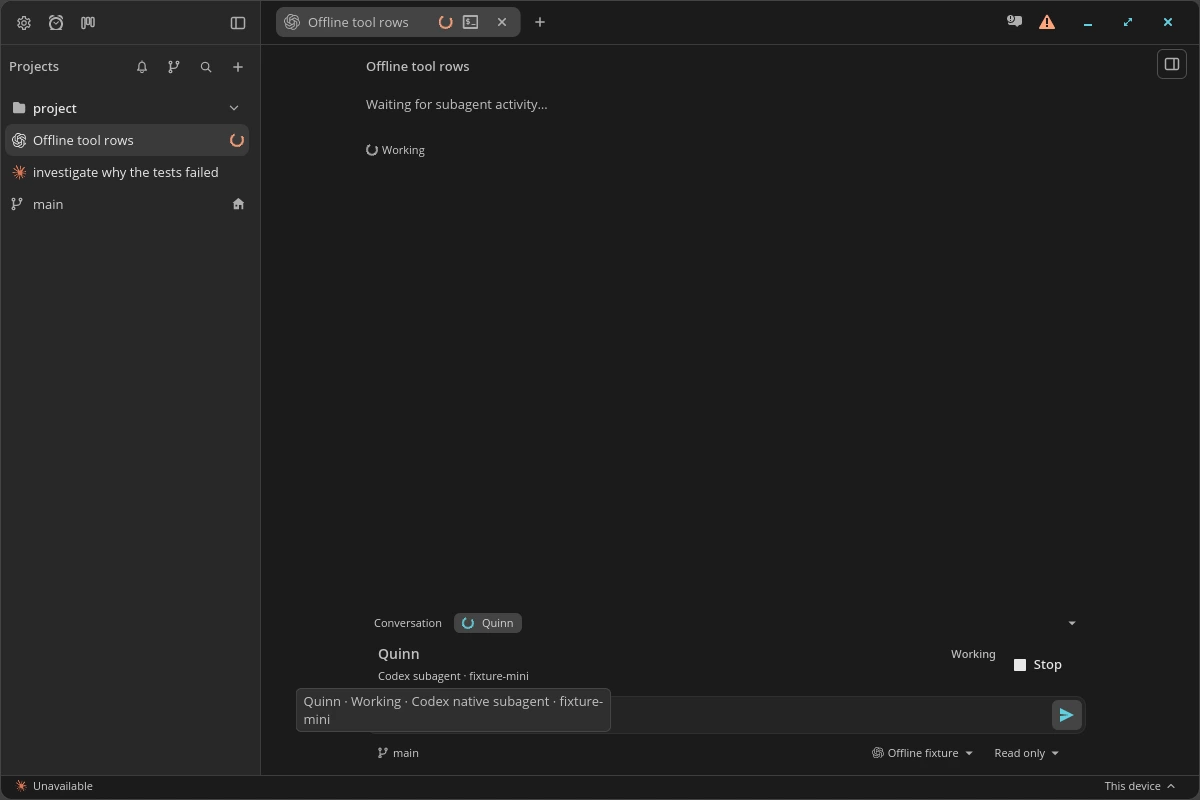 Offline tool rows
Projects
project
Offline tool rows
investigate why the tests failed
main
Offline tool rows
Waiting for subagent activity...
Working
Conversation
Quinn
Quinn
Working
Stop
Codex subagent · fixture-mini
Quinn · Working · Codex native subagent · fixture-
mini
main
Offline fixture
Read only
Unavailable
This device